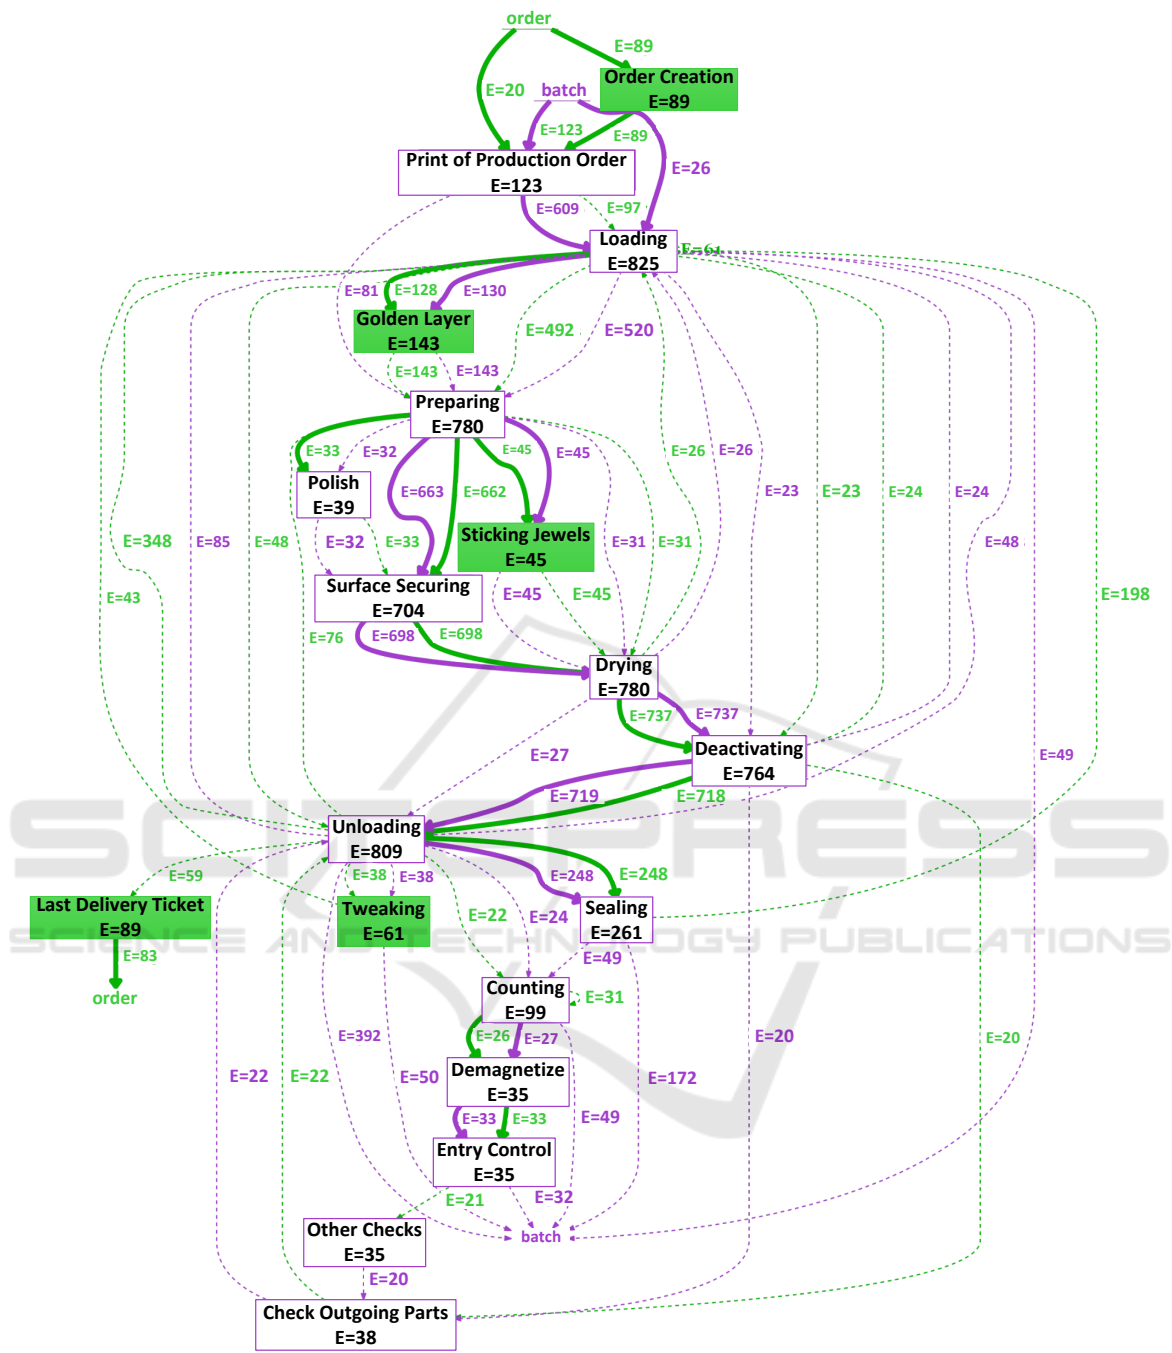 order
E=89
Order Creation
E=89
E=20
batch
E=123
E=89
Print of Production Order
E=123
E=26
E=609
E=97
Loading
E=825
E=61
E=81
E=128
E=130
Golden Layer
E=143
E=492
E=520
E=143
E=143
Preparing
E=780
E=33
E=32
E=45
E=45
E=26
E=26
E=23
E=23
E=24
E=24
Polish
E=39
E=663
E=662
Sticking Jewels
E=45
E=348
E=85
E=48
E=32
E=33
E=31
E=31
E=48
Surface Securing
E=704
E=43
E=45
E=45
E=198
E=76
E=698
E=698
Drying
E=780
E=737
E=737
Deactivating
E=764
E=27
E=49
E=719
E=718
Unloading
E=809
E=59
E=38
E=38
E=248
E=248
Last Delivery Ticket
E=89
Tweaking
E=61
E=22
E=24
Sealing
E=261
SCITEPRESS
SCIENCE AND TECHNOLOGY PUBLICATIONS
E=83
E=49
order
Counting
E=99
E=31
E=392
E=26
E=27
E=20
E=20
E=22
E=22
E=50
Demagnetize
E=35
E=172
E=33
E=33
E=49
Entry Control
E=35
E=21
E=32
Other Checks
E=35
batch
E=20
Check Outgoing Parts
E=38